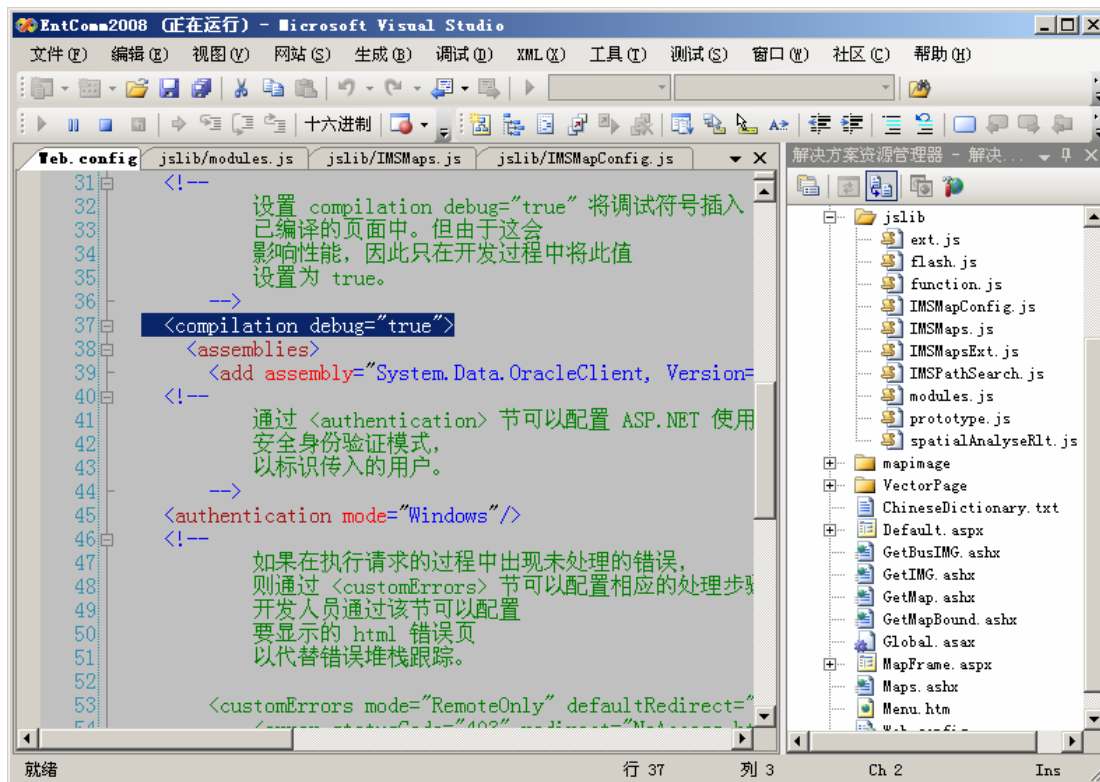 EntComm2008 (正在运行) - Microsoft Visual Studio
文件(F) 编辑(E) 视图(V) 网站(S) 生成(B) 调试(D) XML(X) 工具(T) 测试(S) 窗口(W) 社区(C) 帮助(H)
十六进制
Web.config jslib/modules.js jslib/IMSMaps.js jslib/IMSMapConfig.js
31 <!--
32 设置 compilation debug="true" 将调试符号插入
33 已编译的页面中。但由于这会
34 影响性能，因此只在开发过程中将此值
35 设置为 true。
36 -->
37 <compilation debug="true">
38 <assemblies>
39 <add assembly="System.Data.OracleClient, Version=
40 <!--
41 通过 <authentication> 节可以配置 ASP.NET 使用
42 安全身份验证模式，
43 以标识传入的用户。
44 -->
45 <authentication mode="Windows"/>
46 <!--
47 如果在执行请求的过程中出现未处理的错误，
48 则通过 <customErrors> 节可以配置相应的处理步骤
49 开发人员通过该节可以配置
50 要显示的 html 错误页
51 以代替错误堆栈跟踪。
52
53 <customErrors mode="RemoteOnly" defaultRedirect="
解决方案资源管理器 - 解决...
jslib
ext.js
flash.js
function.js
IMSMapConfig.js
IMSMaps.js
IMSMapsExt.js
IMSPathSearch.js
modules.js
prototype.js
spatialAnalyseRlt.js
mapimage
VectorPage
ChineseDictionary.txt
Default.aspx
GetBusIMG.ashx
GetIMG.ashx
GetMap.ashx
GetMapBound.ashx
Global.asax
MapFrame.aspx
Maps.ashx
Menu.htm
就绪 行 37 列 3 Ch 2 Ins